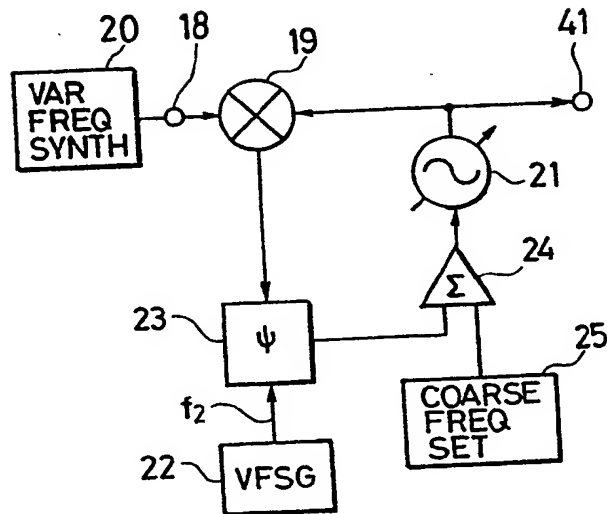 20
18
19
41
VAR
FREQ
SYNTH
21
24
Σ
23
ψ
25
f2
COARSE
FREQ
SET
22
VFSG